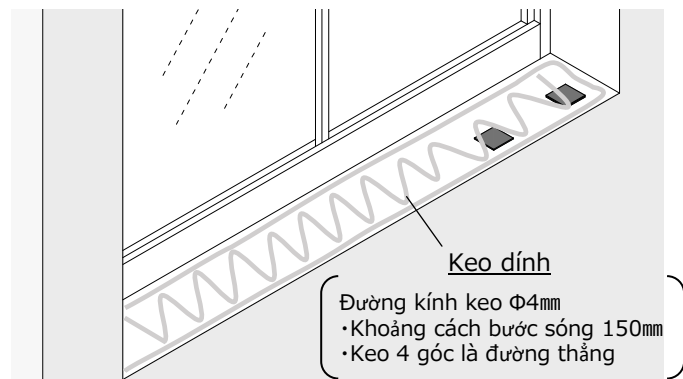 Keo dính
Đường kính keo Φ4㎜
・Khoảng cách bước sóng 150㎜
・Keo 4 góc là đường thẳng